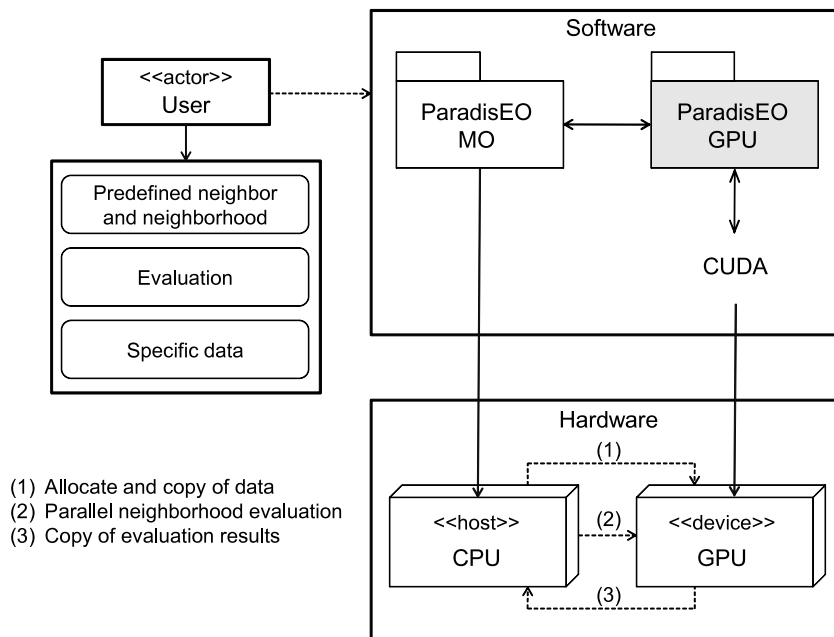 Software
<<actor>>
User
ParadisEO
MO
ParadisEO
GPU
Predefined neighbor
and neighborhood
Evaluation
Specific data
CUDA
Hardware
(1)
(1) Allocate and copy of data
(2) Parallel neighborhood evaluation
(3) Copy of evaluation results
<<host>>
CPU
(2)
<<device>>
GPU
(3)